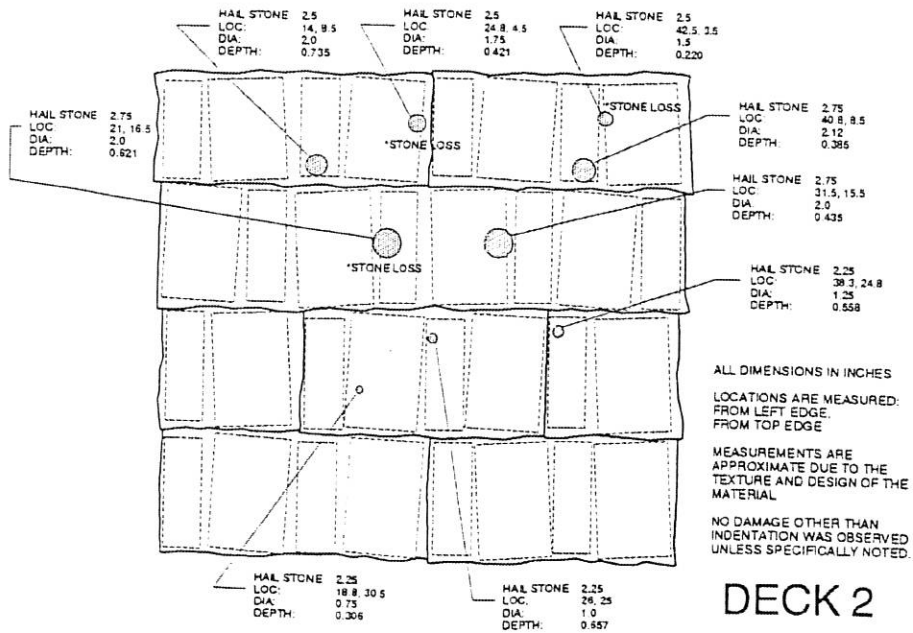 HAIL STONE 2.5
LOC: 14, 8.5
DIA: 2.0
DEPTH: 0.735
HAIL STONE 2.5
LOC: 24.8, 4.5
DIA: 1.75
DEPTH: 0.421
HAIL STONE 2.5
LOC: 42.5, 3.5
DIA: 1.5
DEPTH: 0.220
HAIL STONE 2.75
LOC 21, 16.5
DIA: 2.0
DEPTH: 0.621
*STONE LOSS
*STONE LOSS
HAIL STONE 2.75
LOC: 40.8, 8.5
DIA: 2.12
DEPTH: 0.385
HAIL STONE 2.75
LOC: 31.5, 15.5
DIA: 2.0
DEPTH: 0.435
*STONE LOSS
HAIL STONE 2.25
LOC: 38.3, 24.8
DIA: 1.25
DEPTH: 0.558
ALL DIMENSIONS IN INCHES
LOCATIONS ARE MEASURED:
FROM LEFT EDGE,
FROM TOP EDGE
MEASUREMENTS ARE
APPROXIMATE DUE TO THE
TEXTURE AND DESIGN OF THE
MATERIAL
NO DAMAGE OTHER THAN
INDENTATION WAS OBSERVED
UNLESS SPECIFICALLY NOTED.
HAIL STONE 2.25
LOC: 18.8, 30.5
DIA: 0.75
DEPTH: 0.306
HAIL STONE 2.25
LOC. 26, 25
DIA: 1.0
DEPTH: 0.657
DECK 2